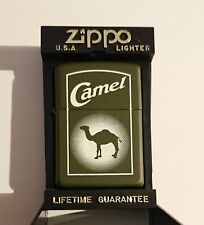 zippo
U.S.A. LIGHTER
Camel
LIFETIME GUARANTEE